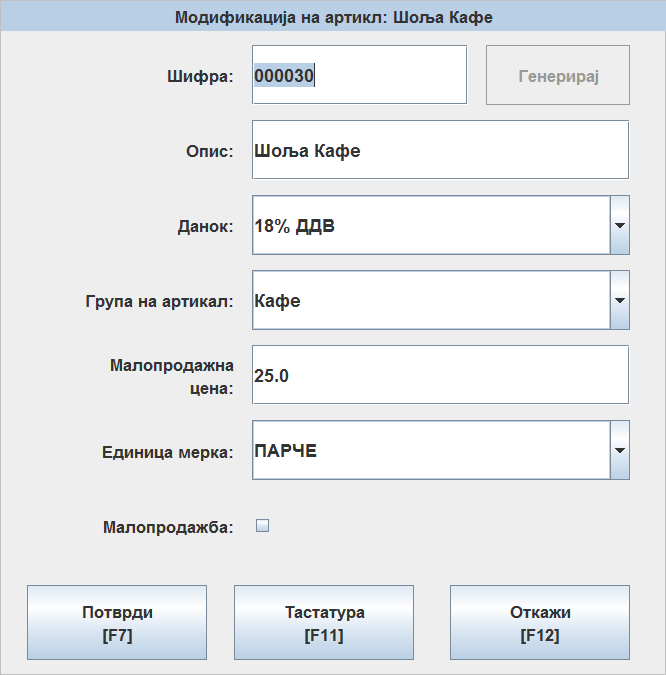 Модификација на артикл: Шоља Кафе
Шифра: 000030 Генерирај
Опис: Шоља Кафе
Данок: 18% ДДВ
Група на артикал: Кафе
Малопродажна
цена: 25.0
Единица мерка: ПАРЧЕ
Малопродажба:
Потврди Тастатура Откажи
[F7] [F11] [F12]